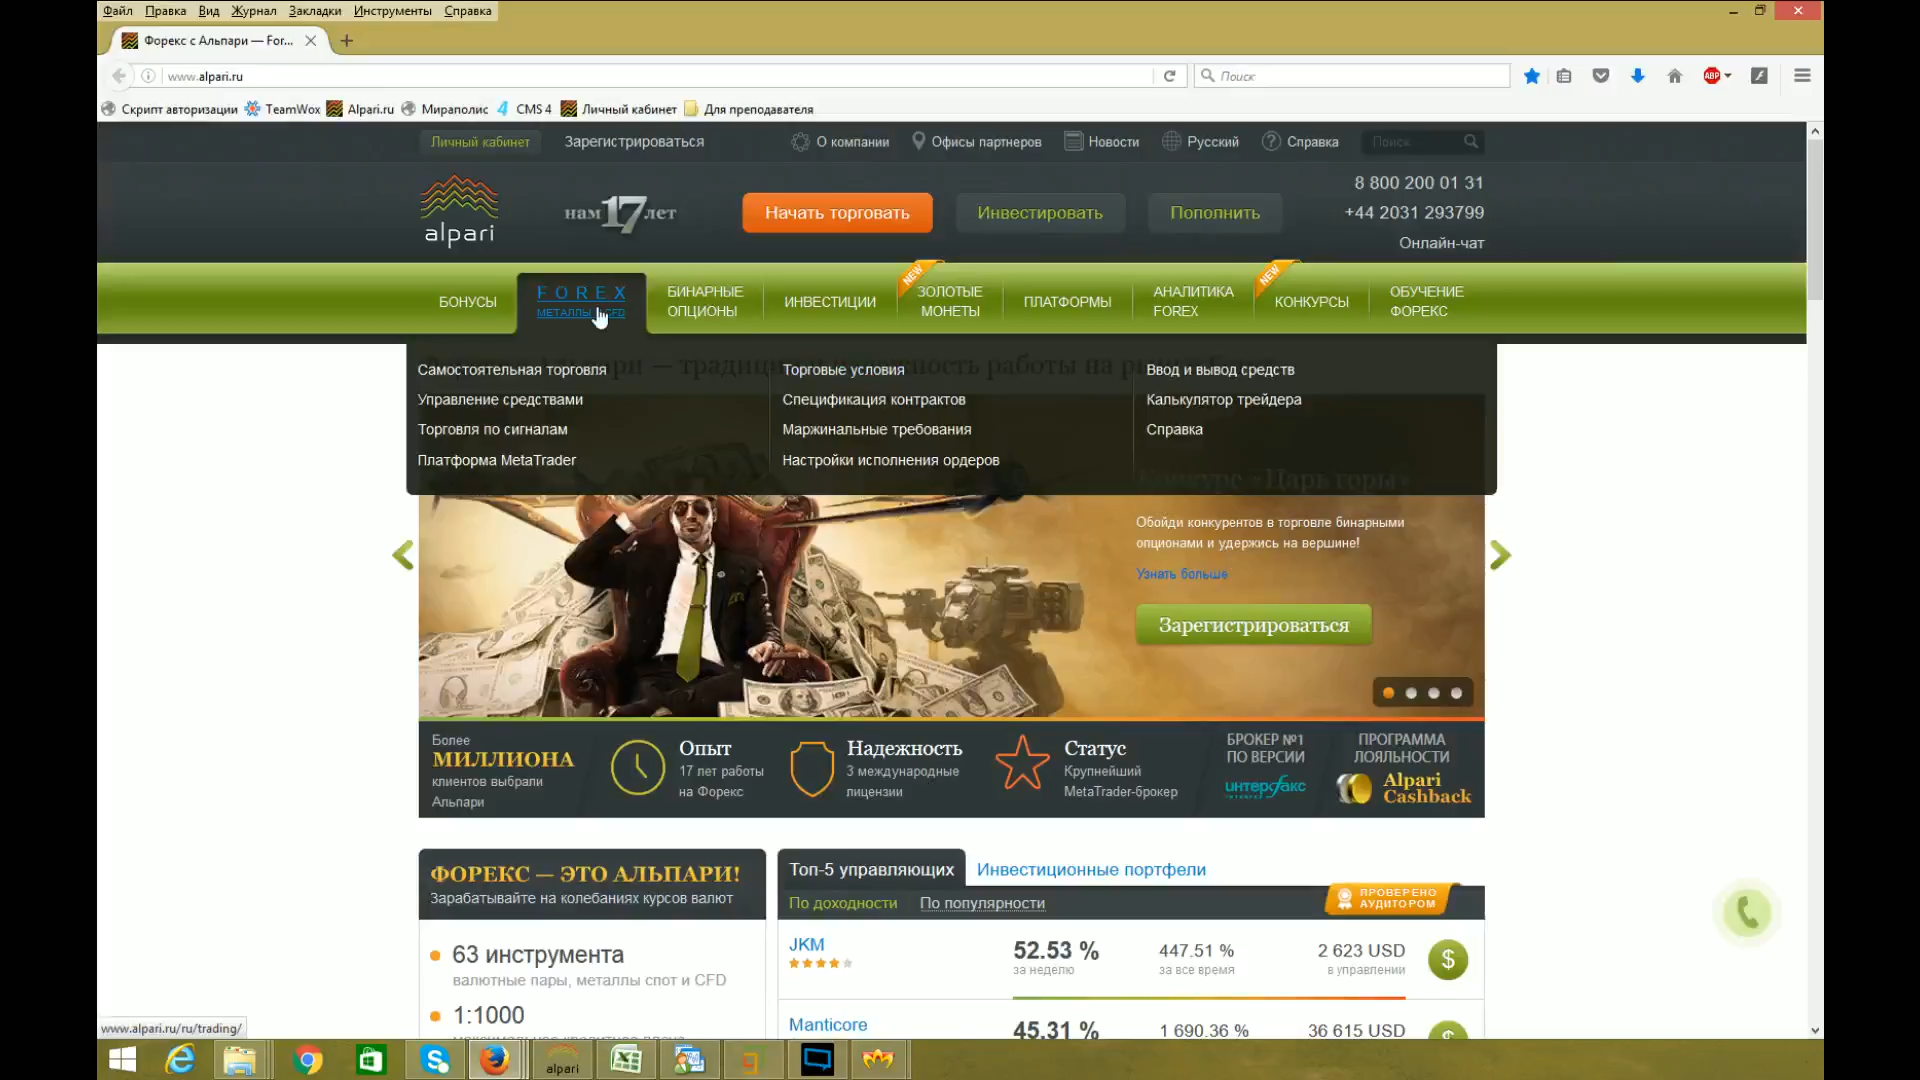 Файл Правка Вид Журнал Закладки Инструменты Справка
Форекс с Альпари — For...
www.alpari.ru
Поиск
ABP
Скрипт авторизации TeamWox Alpari.ru Мираполис CMS 4 Личный кабинет Для преподавателя
Личный кабинет Зарегистрироваться О компании Офисы партнеров Новости Русский Справка Поиск
alpari
нам 17 лет
Начать торговать Инвестировать Пополнить
8 800 200 01 31
+44 2031 293799
Онлайн-чат
БОНУСЫ
FOREX
МЕТАЛЛЫ CFD
БИНАРНЫЕ
ОПЦИОНЫ
ИНВЕСТИЦИИ
NEW
ЗОЛОТЫЕ
МОНЕТЫ
ПЛАТФОРМЫ
АНАЛИТИКА
FOREX
NEW
КОНКУРСЫ
ОБУЧЕНИЕ
ФОРЕКС
Самостоятельная торговля
Управление средствами
Торговля по сигналам
Платформа MetaTrader
Торговые условия
Спецификация контрактов
Маржинальные требования
Настройки исполнения ордеров
Ввод и вывод средств
Калькулятор трейдера
Справка
Конкурс «Царь горы»
Обойди конкурентов в торговле бинарными
опционами и удержись на вершине!
Узнать больше
Зарегистрироваться
Более
МИЛЛИОНА
клиентов выбрали
Альпари
Опыт
17 лет работы
на Форекс
Надежность
3 международные
лицензии
Статус
Крупнейший
MetaTrader-брокер
БРОКЕР №1
ПО ВЕРСИИ
интерфакс
ПРОГРАММА
ЛОЯЛЬНОСТИ
Alpari
Cashback
ФОРЕКС — ЭТО АЛЬПАРИ!
Зарабатывайте на колебаниях курсов валют
63 инструмента
валютные пары, металлы спот и CFD
1:1000
Топ-5 управляющих Инвестиционные портфели
По доходности По популярности
ПРОВЕРЕНО
АУДИТОРОМ
JKM 52.53 % 447.51 % 2 623 USD
за неделю за все время в управлении
$
Manticore 45.31 % 1 690.36 % 36 615 USD
www.alpari.ru/ru/trading/
alpari